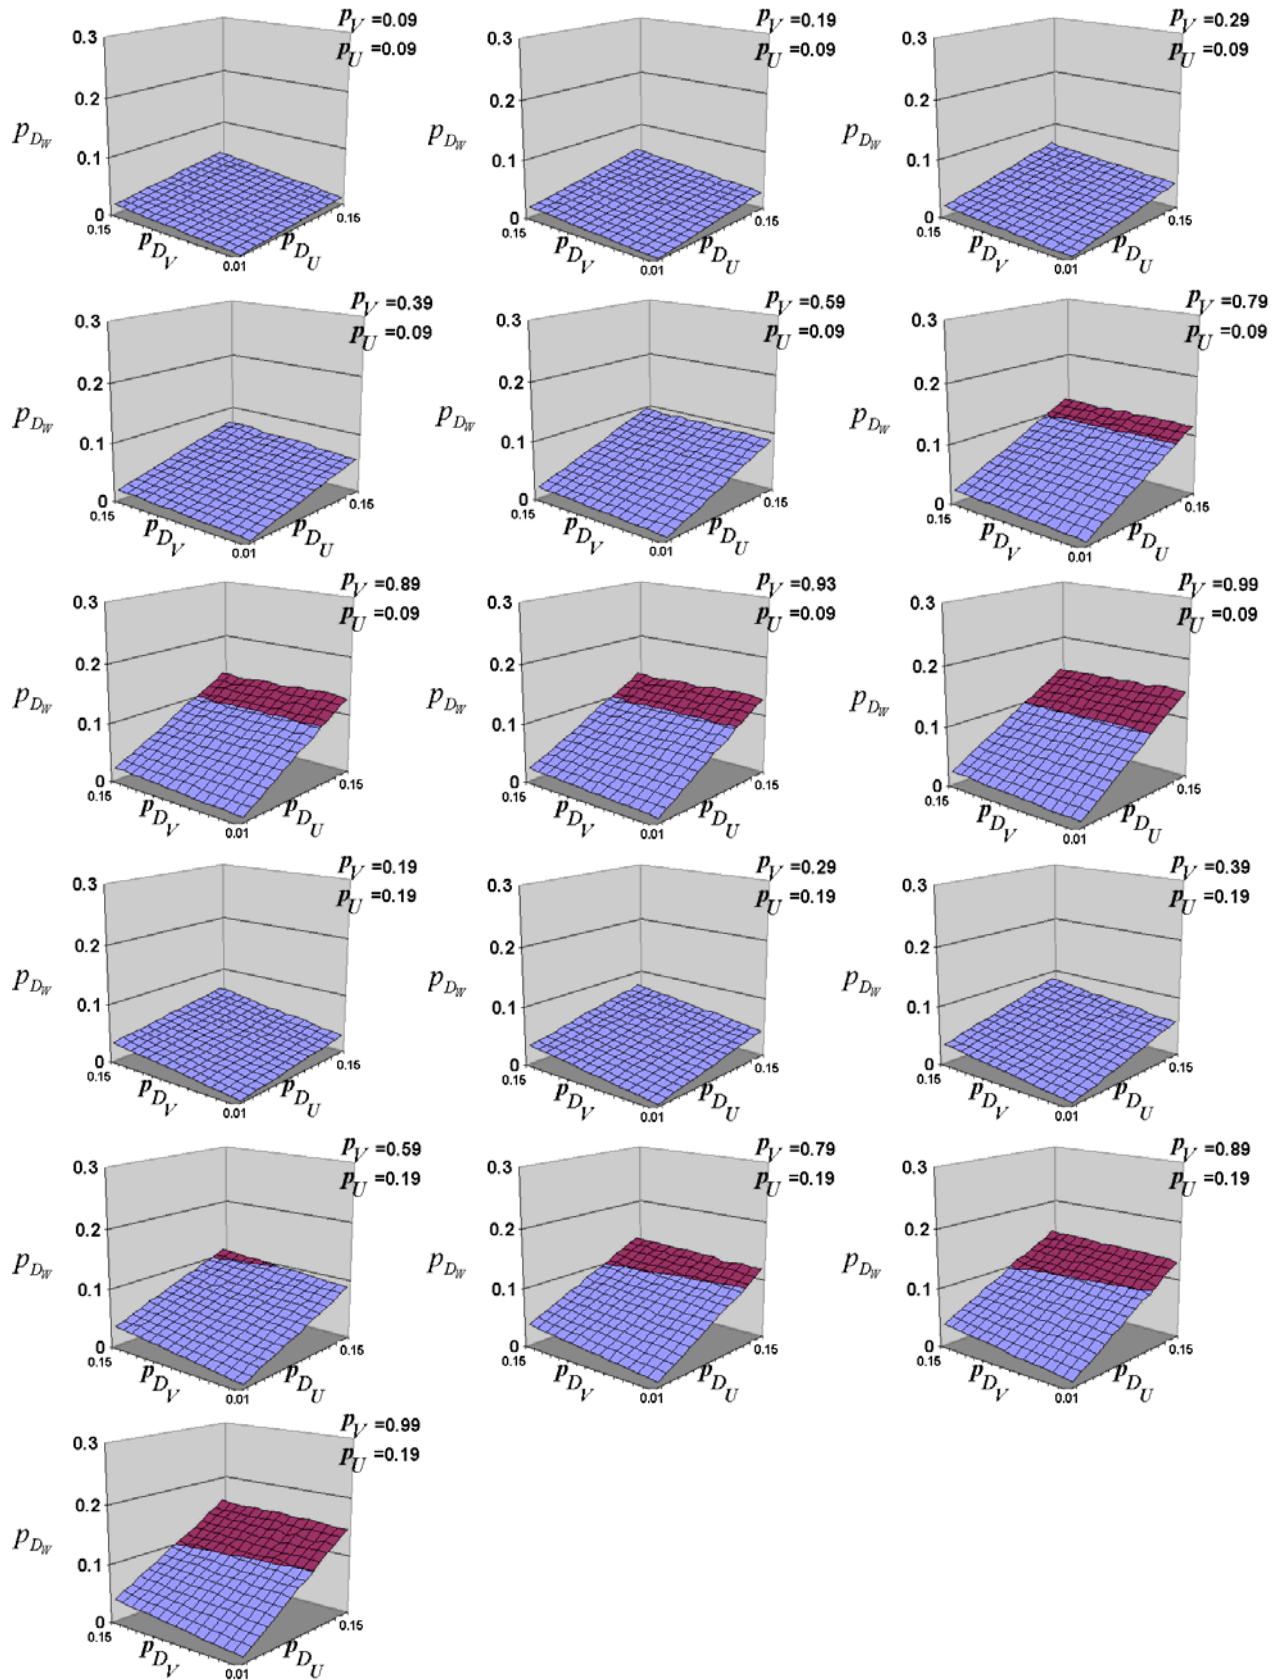 p_V =0.09
p_U =0.09
0.3
0.2
0.1
0
p_{D_W}
0.15
p_{D_V}
0.01
p_{D_U}
0.15
p_V =0.19
p_U =0.09
0.3
0.2
0.1
0
p_{D_W}
0.15
p_{D_V}
0.01
p_{D_U}
0.15
p_V =0.29
p_U =0.09
0.3
0.2
0.1
0
p_{D_W}
0.15
p_{D_V}
0.01
p_{D_U}
0.15
p_V =0.39
p_U =0.09
0.3
0.2
0.1
0
p_{D_W}
0.15
p_{D_V}
0.01
p_{D_U}
0.15
p_V =0.59
p_U =0.09
0.3
0.2
0.1
0
p_{D_W}
0.15
p_{D_V}
0.01
p_{D_U}
0.15
p_V =0.79
p_U =0.09
0.3
0.2
0.1
0
p_{D_W}
0.15
p_{D_V}
0.01
p_{D_U}
0.15
p_V =0.89
p_U =0.09
0.3
0.2
0.1
0
p_{D_W}
0.15
p_{D_V}
0.01
p_{D_U}
0.15
p_V =0.93
p_U =0.09
0.3
0.2
0.1
0
p_{D_W}
0.15
p_{D_V}
0.01
p_{D_U}
0.15
p_V =0.99
p_U =0.09
0.3
0.2
0.1
0
p_{D_W}
0.15
p_{D_V}
0.01
p_{D_U}
0.15
p_V =0.19
p_U =0.19
0.3
0.2
0.1
0
p_{D_W}
0.15
p_{D_V}
0.01
p_{D_U}
0.15
p_V =0.29
p_U =0.19
0.3
0.2
0.1
0
p_{D_W}
0.15
p_{D_V}
0.01
p_{D_U}
0.15
p_V =0.39
p_U =0.19
0.3
0.2
0.1
0
p_{D_W}
0.15
p_{D_V}
0.01
p_{D_U}
0.15
p_V =0.59
p_U =0.19
0.3
0.2
0.1
0
p_{D_W}
0.15
p_{D_V}
0.01
p_{D_U}
0.15
p_V =0.79
p_U =0.19
0.3
0.2
0.1
0
p_{D_W}
0.15
p_{D_V}
0.01
p_{D_U}
0.15
p_V =0.89
p_U =0.19
0.3
0.2
0.1
0
p_{D_W}
0.15
p_{D_V}
0.01
p_{D_U}
0.15
p_V =0.99
p_U =0.19
0.3
0.2
0.1
0
p_{D_W}
0.15
p_{D_V}
0.01
p_{D_U}
0.15